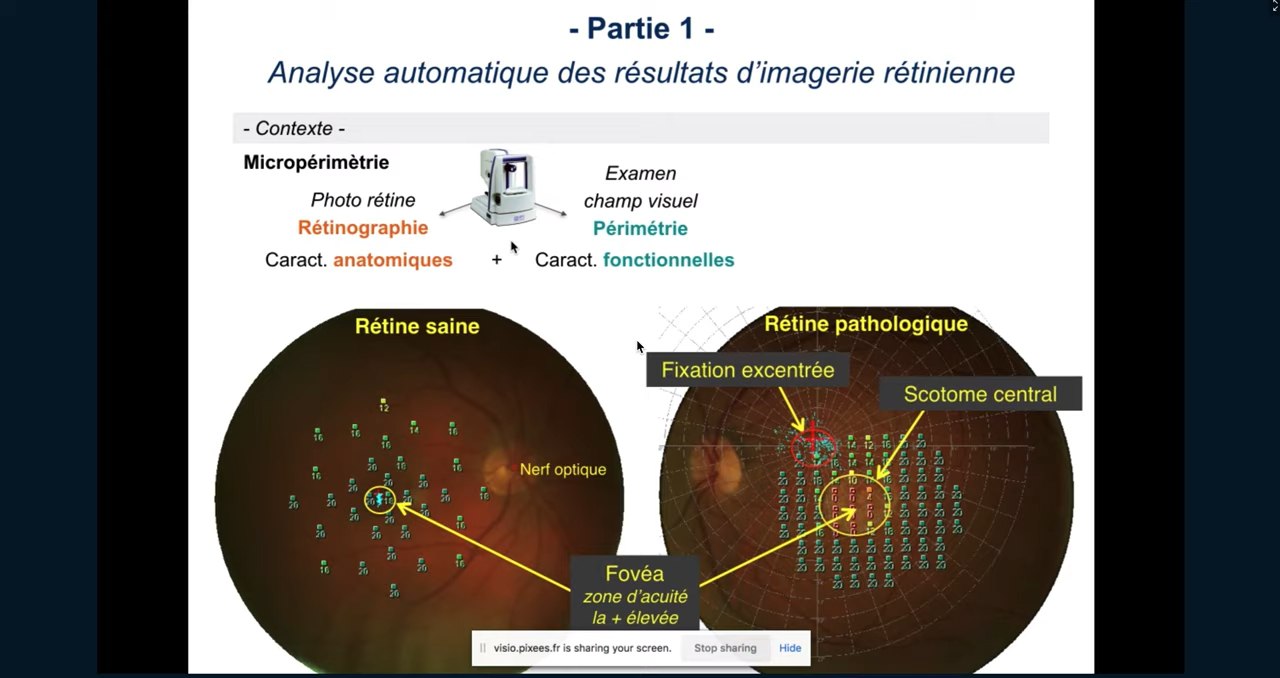 - Partie 1 -
Analyse automatique des résultats d’imagerie rétinienne
- Contexte -
Micropérimètrie
Photo rétine
Rétinographie
Caract. anatomiques
+
Examen
champ visuel
Périmétrie
Caract. fonctionnelles
Rétine saine
Nerf optique
Rétine pathologique
Fixation excentrée
Scotome central
Fovéa
zone d’acuité
la + élevée
visio.pixees.fr is sharing your screen.
Stop sharing
Hide